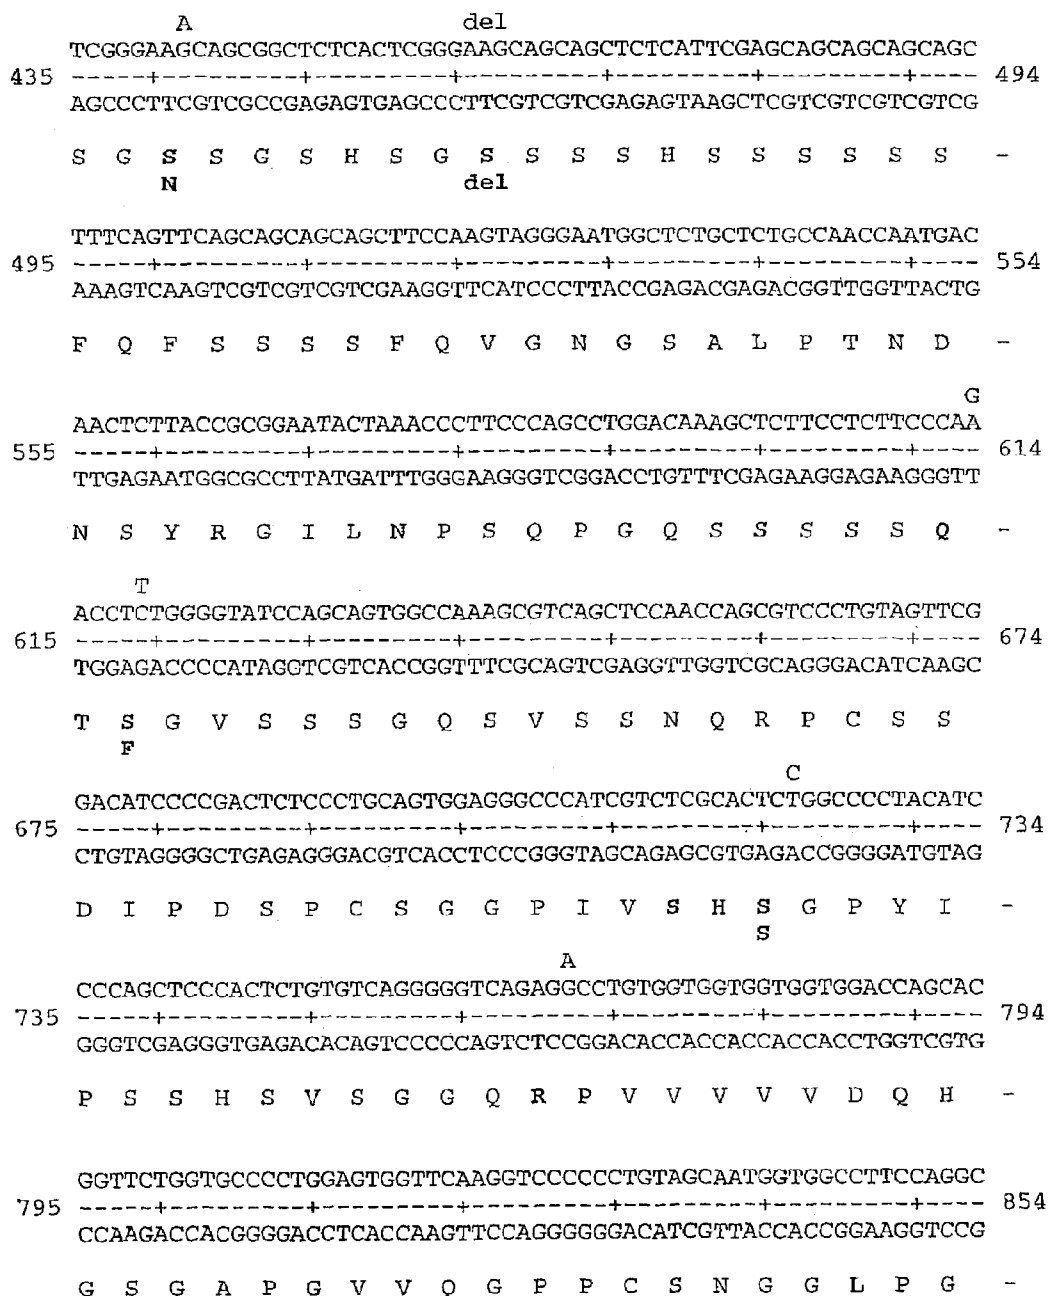 A del
TCGGGAAGCAGCGGCTCTCACTCGGGAAGCAGCAGCTCTCATTCGAGCAGCAGCAGCAGC
435 -----+---------+---------+---------+---------+---------+---- 494
AGCCCTTCGTCGCCGAGAGTGAGCCCTTCGTCGTCGAGAGTAAGCTCGTCGTCGTCGTCG
S G S S G S H S G S S S S H S S S S S S -
N del
TTTCAGTTCAGCAGCAGCAGCTTCCAAGTAGGGAATGGCTCTGCTCTGCCAACCAATGAC
495 -----+---------+---------+---------+---------+---------+---- 554
AAAGTCAAGTCGTCGTCGTCGAAGGTTCATCCCTTACCGAGACGAGACGGTTGGTTACTG
F Q F S S S S F Q V G N G S A L P T N D -
G
AACTCTTACCGCGGAATACTAAACCCTTCCCAGCCTGGACAAAGCTCTTCCTCTTCCCAA
555 -----+---------+---------+---------+---------+---------+---- 614
TTGAGAATGGCGCCTTATGATTTGGGAAGGGTCGGACCTGTTTCGAGAAGGAGAAGGGTT
N S Y R G I L N P S Q P G Q S S S S S Q -
T
ACCTCTGGGGTATCCAGCAGTGGCCAAAGCGTCAGCTCCAACCAGCGTCCCTGTAGTTCG
615 -----+---------+---------+---------+---------+---------+---- 674
TGGAGACCCCATAGGTCGTCACCGGTTTCGCAGTCGAGGTTGGTCGCAGGGACATCAAGC
T S G V S S S G Q S V S S N Q R P C S S
F
C
GACATCCCCGACTCTCCCTGCAGTGGAGGGCCCATCGTCTCGCACTCTGGCCCCTACATC
675 -----+---------+---------+---------+---------+---------+---- 734
CTGTAGGGGCTGAGAGGGACGTCACCTCCCGGGTAGCAGAGCGTGAGACCGGGGATGTAG
D I P D S P C S G G P I V S H S G P Y I -
S
A
CCCAGCTCCCACTCTGTGTCAGGGGGTCAGAGGCCTGTGGTGGTGGTGGTGGACCAGCAC
735 -----+---------+---------+---------+---------+---------+---- 794
GGGTCGAGGGTGAGACACAGTCCCCCAGTCTCCGGACACCACCACCACCACCTGGTCGTG
P S S H S V S G G Q R P V V V V V D Q H -
GGTTCTGGTGCCCCTGGAGTGGTTCAAGGTCCCCCCTGTAGCAATGGTGGCCTTCCAGGC
795 -----+---------+---------+---------+---------+---------+---- 854
CCAAGACCACGGGGACCTCACCAAGTTCCAGGGGGGACATCGTTACCACCGGAAGGTCCG
G S G A P G V V Q G P P C S N G G L P G -